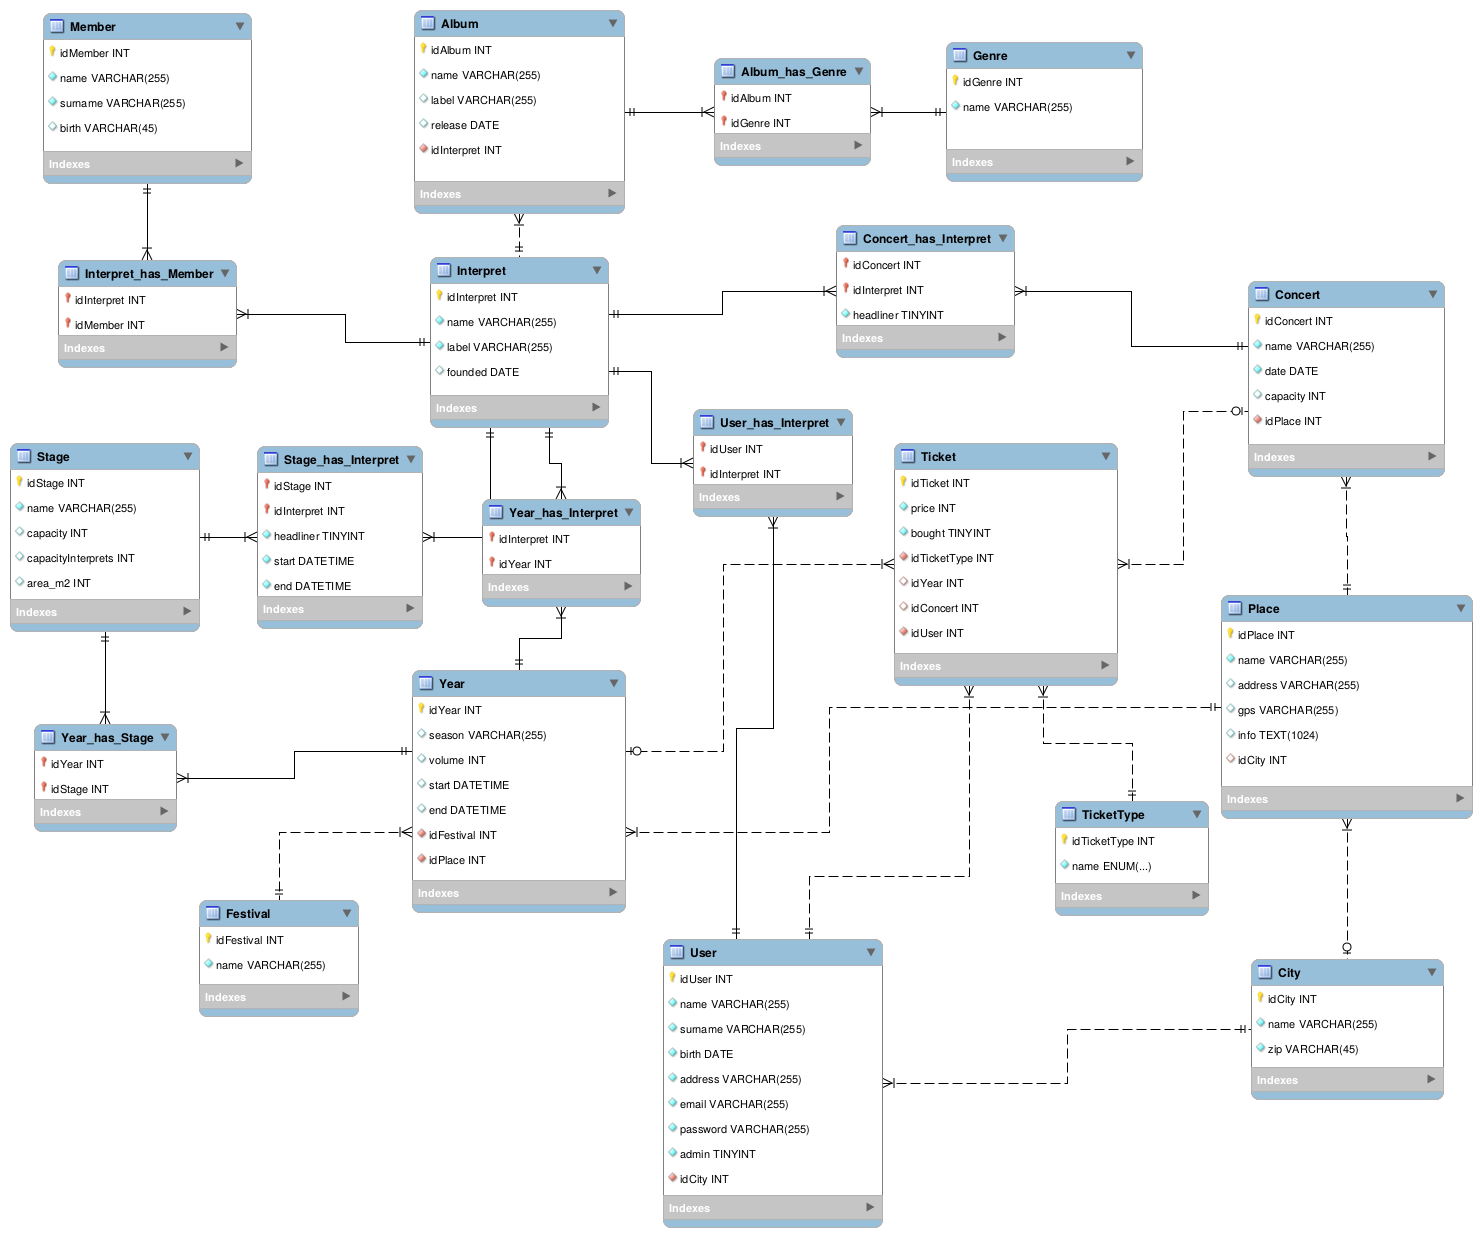 Member
idMember INT
name VARCHAR(255)
surname VARCHAR(255)
birth VARCHAR(45)
Indexes
Album
idAlbum INT
name VARCHAR(255)
label VARCHAR(255)
release DATE
idInterpret INT
Indexes
Album_has_Genre
idAlbum INT
idGenre INT
Indexes
Genre
idGenre INT
name VARCHAR(255)
Indexes
Interpret_has_Member
idInterpret INT
idMember INT
Indexes
Interpret
idInterpret INT
name VARCHAR(255)
label VARCHAR(255)
founded DATE
Indexes
Concert_has_Interpret
idConcert INT
idInterpret INT
headliner TINYINT
Indexes
Concert
idConcert INT
name VARCHAR(255)
date DATE
capacity INT
idPlace INT
Indexes
Stage
idStage INT
name VARCHAR(255)
capacity INT
capacityInterprets INT
area_m2 INT
Indexes
Stage_has_Interpret
idStage INT
idInterpret INT
headliner TINYINT
start DATETIME
end DATETIME
Indexes
Year_has_Interpret
idInterpret INT
idYear INT
Indexes
User_has_Interpret
idUser INT
idInterpret INT
Indexes
Ticket
idTicket INT
price INT
bought TINYINT
idTicketType INT
idYear INT
idConcert INT
idUser INT
Indexes
Place
idPlace INT
name VARCHAR(255)
address VARCHAR(255)
gps VARCHAR(255)
info TEXT(1024)
idCity INT
Indexes
Year_has_Stage
idYear INT
idStage INT
Indexes
Year
idYear INT
season VARCHAR(255)
volume INT
start DATETIME
end DATETIME
idFestival INT
idPlace INT
Indexes
TicketType
idTicketType INT
name ENUM(...)
Indexes
Festival
idFestival INT
name VARCHAR(255)
Indexes
User
idUser INT
name VARCHAR(255)
surname VARCHAR(255)
birth DATE
address VARCHAR(255)
email VARCHAR(255)
password VARCHAR(255)
admin TINYINT
idCity INT
Indexes
City
idCity INT
name VARCHAR(255)
zip VARCHAR(45)
Indexes